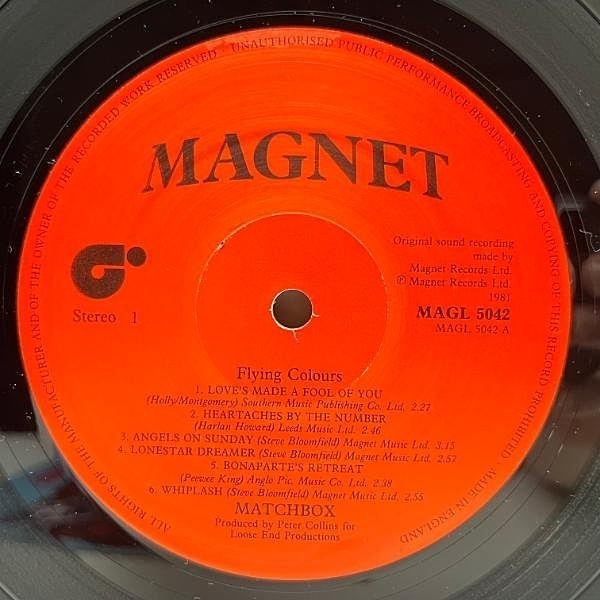 ALL RIGHTS OF THE MANUFACTURER AND OF THE OWNER OF THE RECORDED WORK RESERVED · UNAUTHORISED PUBLIC PERFORMANCE BROADCASTING AND COPYING OF THIS RECORD PROHIBITED · MADE IN ENGLAND
MAGNET
Original sound recording
made by
Magnet Records Ltd.
℗ Magnet Records Ltd.
1981
MAGL 5042
MAGL 5042 A
Stereo 1
Flying Colours
1. LOVE'S MADE A FOOL OF YOU
(Holly/Montgomery) Southern Music Publishing Co. Ltd. 2.27
2. HEARTACHES BY THE NUMBER
(Harlan Howard) Leeds Music Ltd. 2.46
3. ANGELS ON SUNDAY (Steve Bloomfield) Magnet Music Ltd. 3.15
4. LONESTAR DREAMER (Steve Bloomfield) Magnet Music Ltd. 2.57
5. BONAPARTE'S RETREAT
(Peewee King) Anglo Pic. Music Co. Ltd. 2.38
6. WHIPLASH (Steve Bloomfield) Magnet Music Ltd. 2.55
MATCHBOX
Produced by Peter Collins for
Loose End Productions